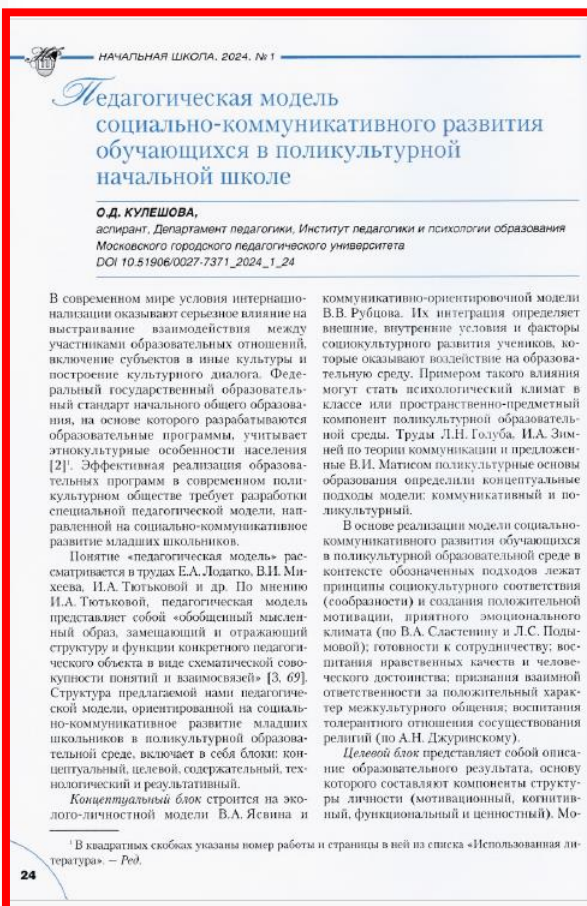 НАЧАЛЬНАЯ ШКОЛА. 2024. № 1
Педагогическая модель
социально-коммуникативного развития
обучающихся в поликультурной
начальной школе
О.Д. КУЛЕШОВА,
аспирант, Департамент педагогики, Институт педагогики и психологии образования
Московского городского педагогического университета
DOI 10.51906/0027-7371_2024_1_24
В современном мире условия интернацио-
нализации оказывают серьезное влияние на
выстраивание взаимодействия между
участниками образовательных отношений,
включение субъектов в иные культуры и
построение культурного диалога. Феде-
ральный государственный образователь-
ный стандарт начального общего образова-
ния, на основе которого разрабатываются
образовательные программы, учитывает
этнокультурные особенности населения
[2]¹. Эффективная реализация образова-
тельных программ в современном поли-
культурном обществе требует разработки
специальной педагогической модели, нап-
равленной на социально-коммуникативное
развитие младших школьников.
Понятие «педагогическая модель» рас-
сматривается в трудах Е.А. Лодатко, В.И. Ми-
хеева, И.А. Тютьковой и др. По мнению
И.А. Тютьковой, педагогическая модель
представляет собой «обобщенный мыслен-
ный образ, замещающий и отражающий
структуру и функции конкретного педагоги-
ческого объекта в виде схематической сово-
купности понятий и взаимосвязей» [3, 69].
Структура предлагаемой нами педагогиче-
ской модели, ориентированной на социаль-
но-коммуникативное развитие младших
школьников в поликультурной образова-
тельной среде, включает в себя блоки: кон-
цептуальный, целевой, содержательный, тех-
нологический и результативный.
Концептуальный блок строится на эко-
лого-личностной модели В.А. Ясвина и
коммуникативно-ориентировочной модели
В.В. Рубцова. Их интеграция определяет
внешние, внутренние условия и факторы
социокультурного развития учеников, ко-
торые оказывают воздействие на образова-
тельную среду. Примером такого влияния
могут стать психологический климат в
классе или пространственно-предметный
компонент поликультурной образователь-
ной среды. Труды Л.Н. Голуба, И.А. Зим-
ней по теории коммуникации и предложен-
ные В.И. Матисом поликультурные основы
образования определили концептуальные
подходы модели: коммуникативный и по-
ликультурный.
В основе реализации модели социально-
коммуникативного развития обучающихся
в поликультурной образовательной среде в
контексте обозначенных подходов лежат
принципы социокультурного соответствия
(сообразности) и создания положительной
мотивации, приятного эмоционального
климата (по В.А. Сластенину и Л.С. Поды-
мовой); готовности к сотрудничеству; вос-
питания нравственных качеств и челове-
ческого достоинства; признания взаимной
ответственности за положительный харак-
тер межкультурного общения; воспитания
толерантного отношения сосуществования
религий (по А.Н. Джуринскому).
Целевой блок представляет собой описа-
ние образовательного результата, основу
которого составляют компоненты структу-
ры личности (мотивационный, когнитив-
ный, функциональный и ценностный). Мо-
¹ В квадратных скобках указаны номер работы и страницы в ней из списка «Использованная ли-
тература». — Ред.
24